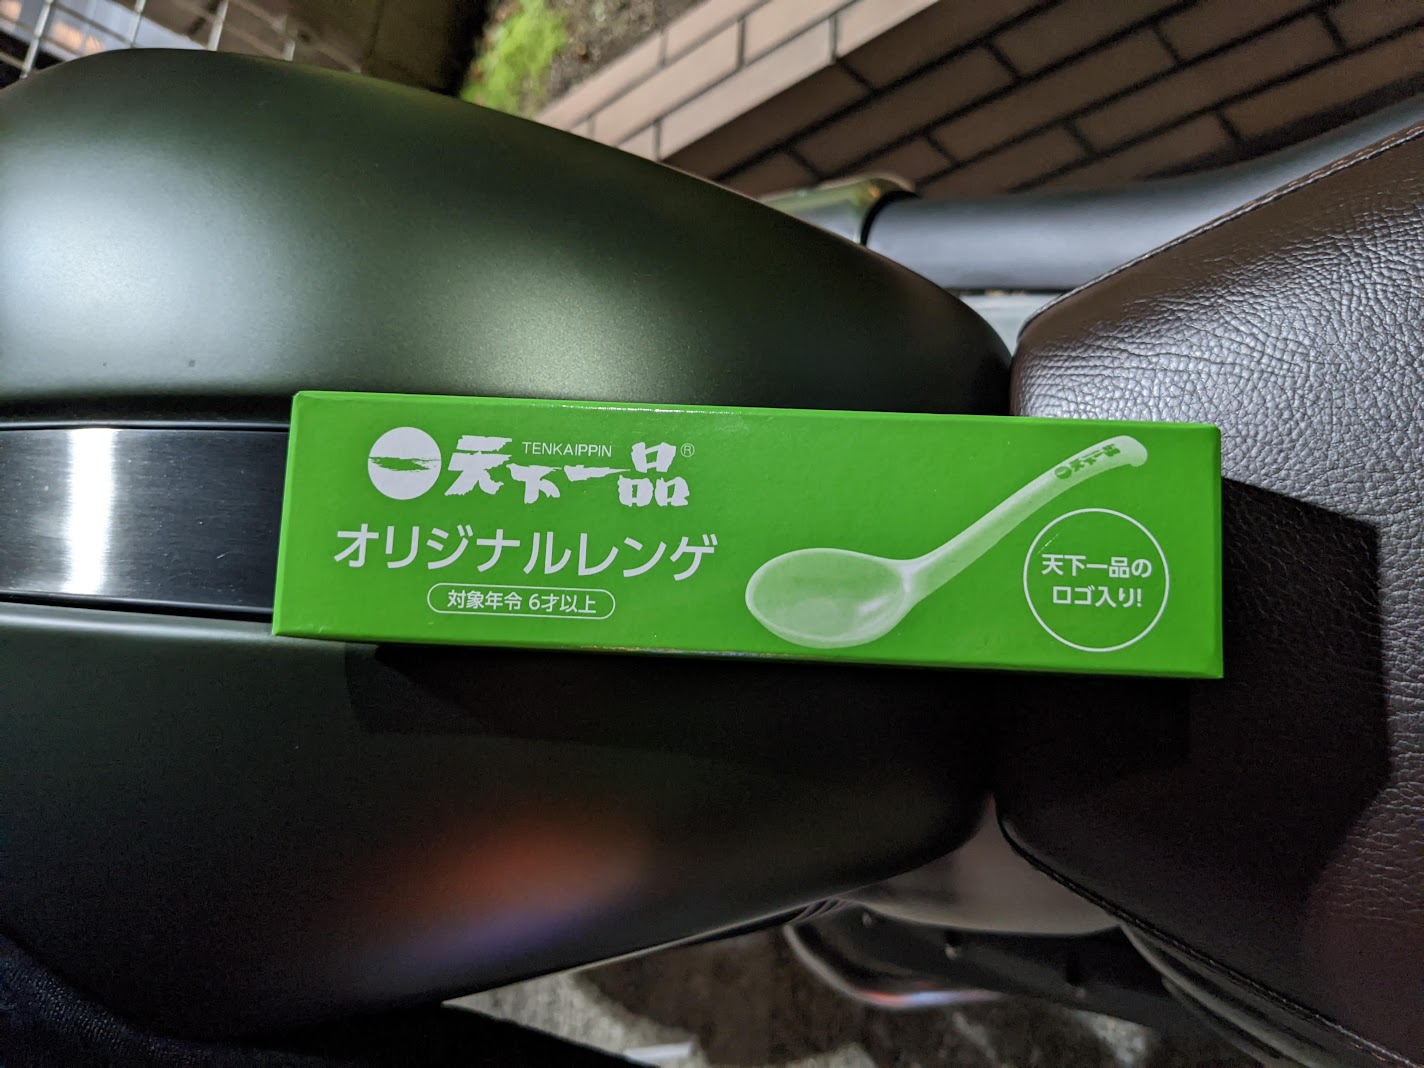 TENKAIPPIN
天下一品®
オリジナルレンゲ
対象年令 6才以上
天下一品の
ロゴ入り!